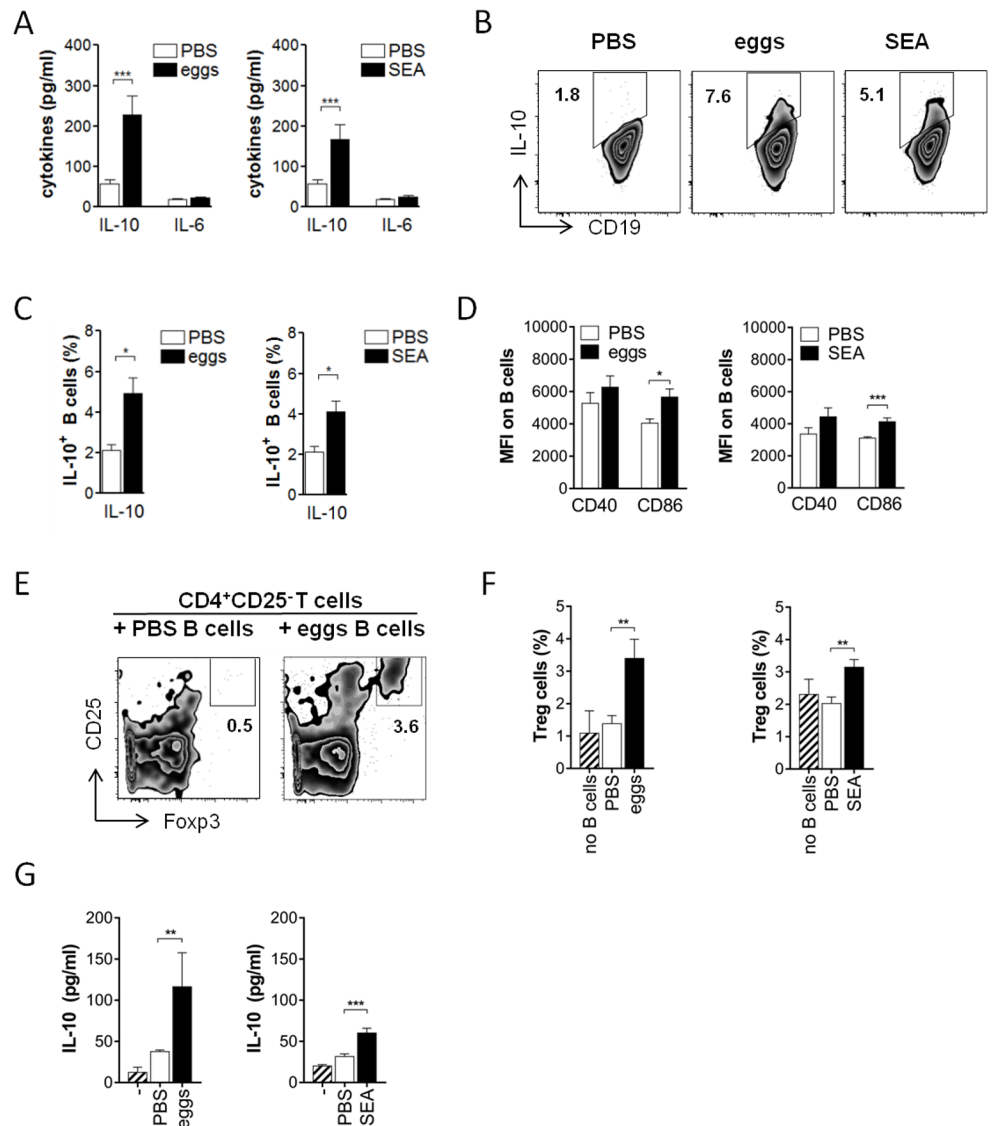 A
cytokines (pg/ml)
400
300
200
100
0
PBS
eggs
***
IL-10 IL-6
cytokines (pg/ml)
400
300
200
100
0
PBS
SEA
***
IL-10 IL-6
B
PBS eggs SEA
1.8 7.6 5.1
IL-10
CD19
C
IL-10+ B cells (%)
8
6
4
2
0
PBS
eggs
*
IL-10
IL-10+ B cells (%)
8
6
4
2
0
PBS
SEA
*
IL-10
D
MFI on B cells
10000
8000
6000
4000
2000
0
PBS
eggs
*
CD40 CD86
MFI on B cells
10000
8000
6000
4000
2000
0
PBS
SEA
***
CD40 CD86
E
CD4+CD25- T cells
+ PBS B cells + eggs B cells
CD25
0.5 3.6
Foxp3
F
Treg cells (%)
5
4
3
2
1
0
**
no B cells
PBS
eggs
Treg cells (%)
5
4
3
2
1
0
**
no B cells
PBS
SEA
G
IL-10 (pg/ml)
200
150
100
50
0
**
-
PBS
eggs
IL-10 (pg/ml)
200
150
100
50
0
***
-
PBS
SEA